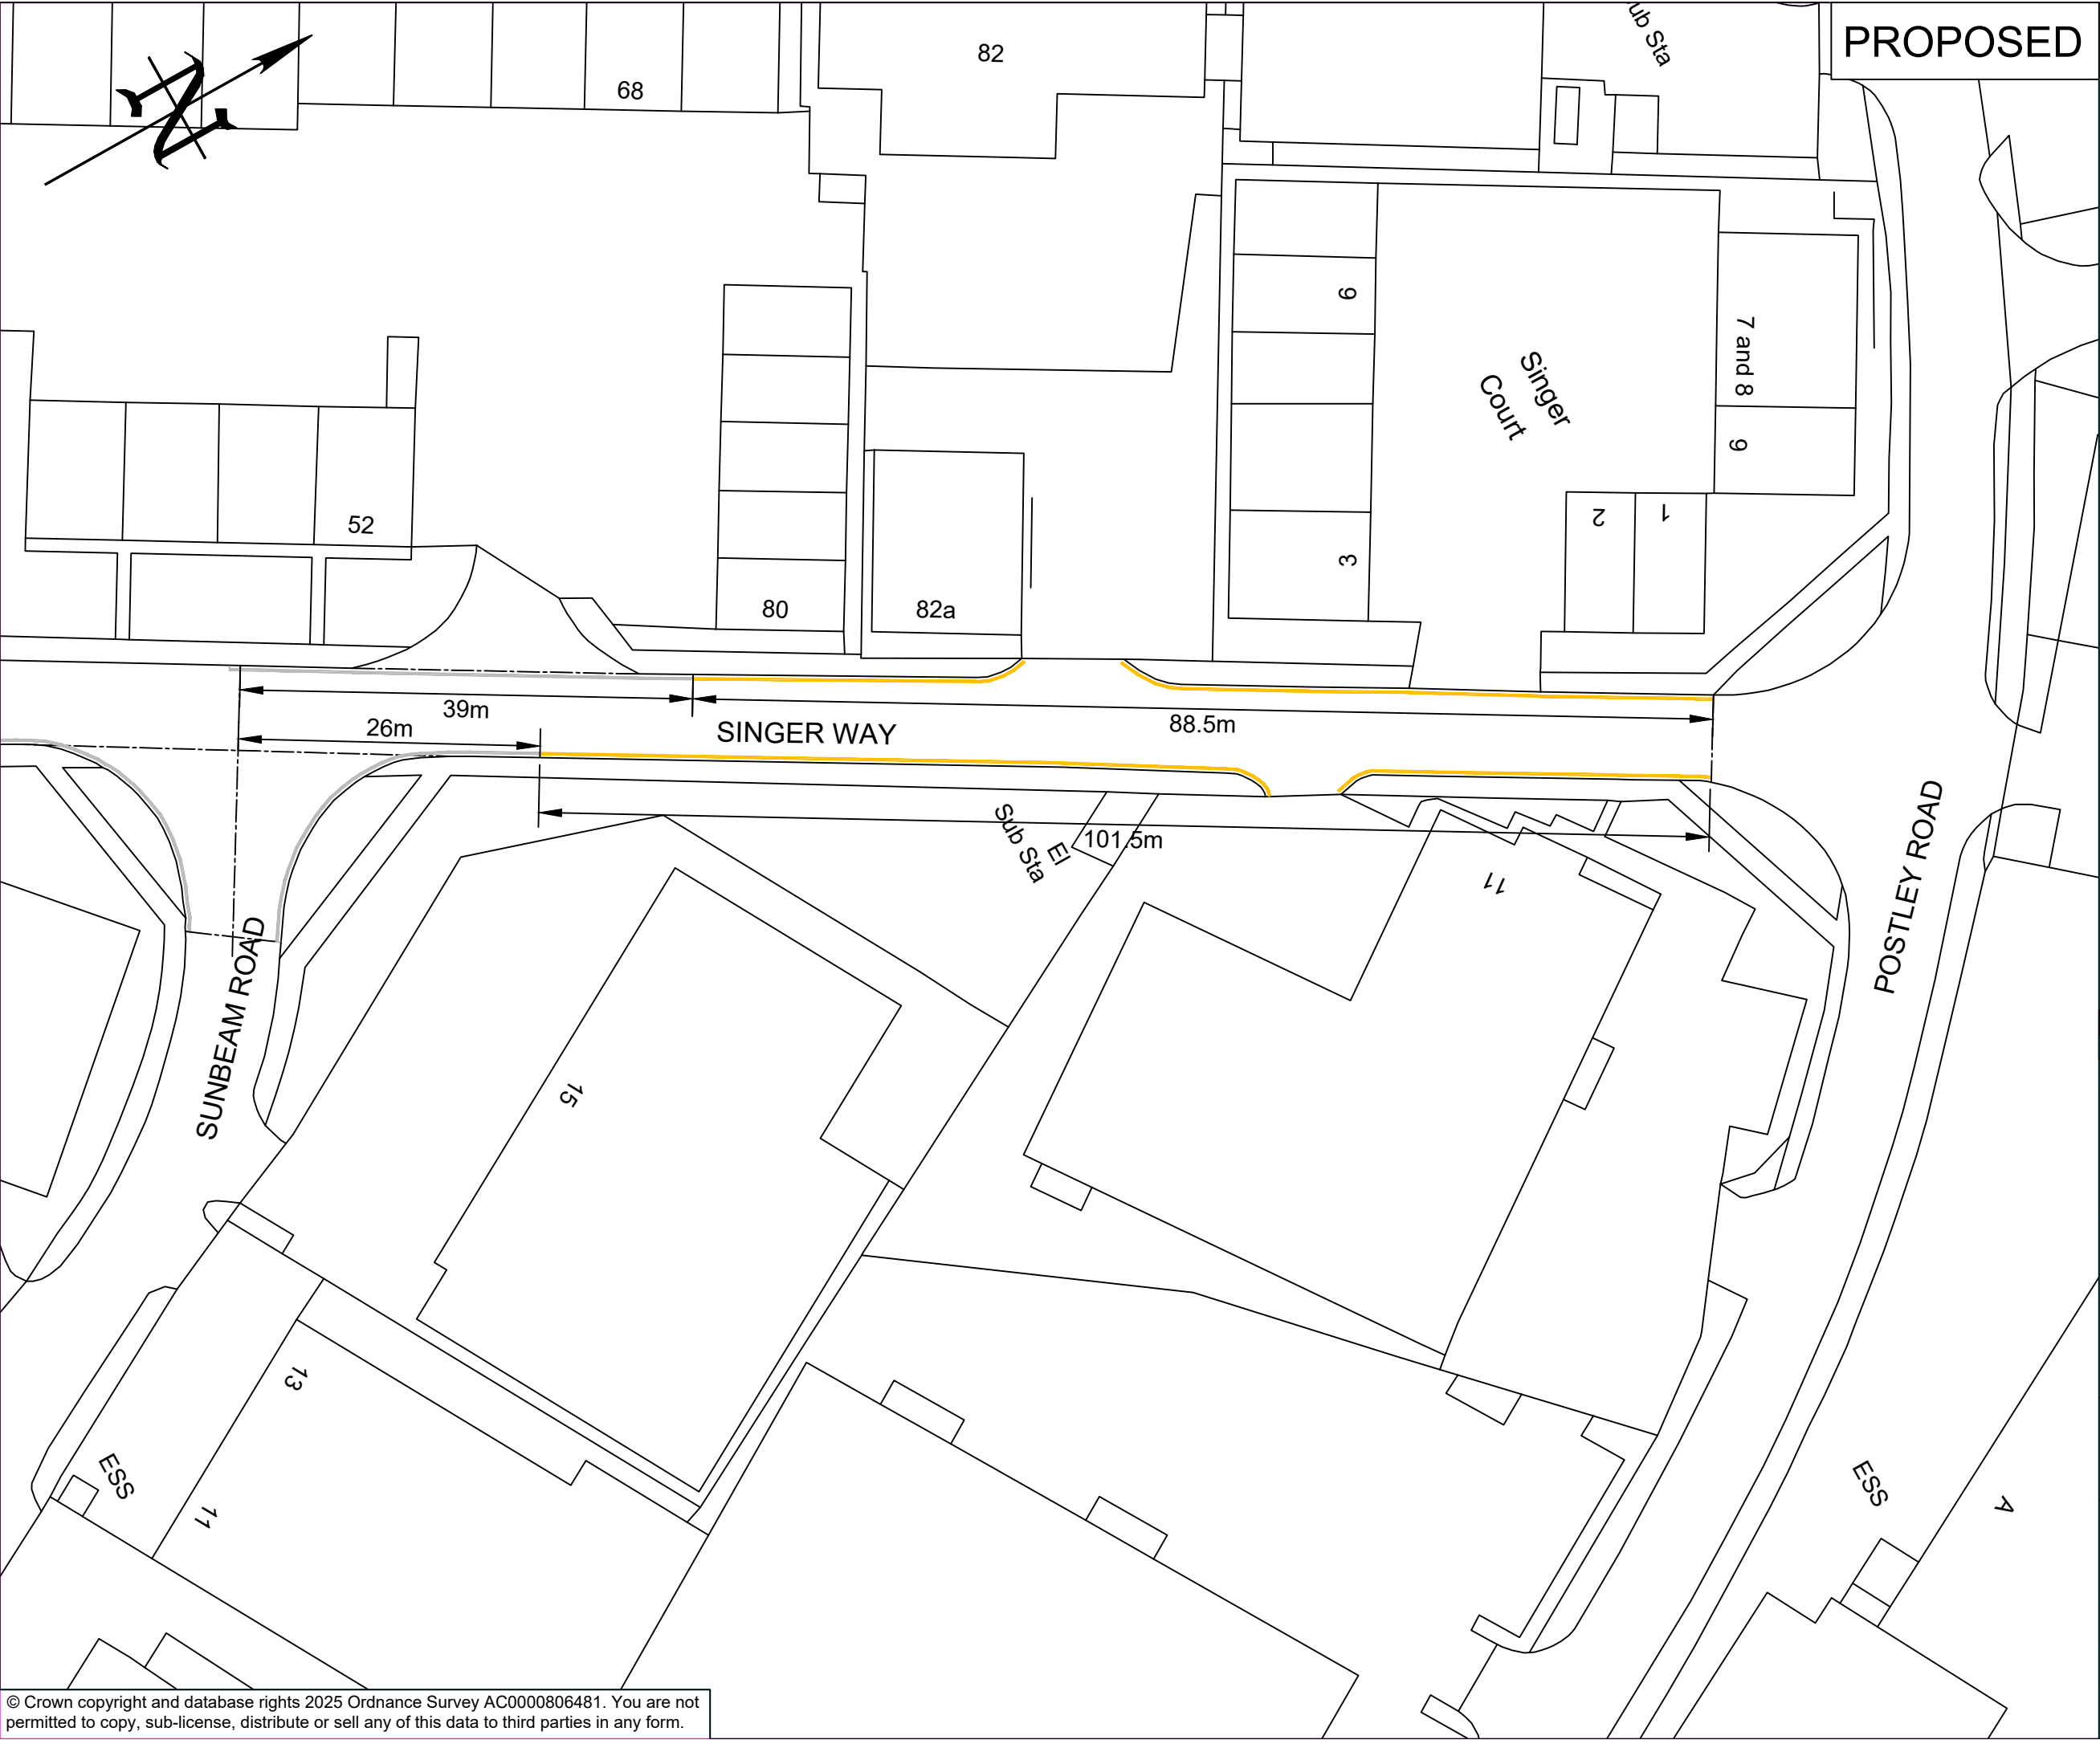 PROPOSED
ub Sta
82
68
N
6
7 and 8
Singer
Court
6
52
2
1
3
80
82a
39m
26m
SINGER WAY
88.5m
101.5m
El
Sub Sta
11
POSTLEY ROAD
SUNBEAM ROAD
15
13
11
ESS
ESS
A
© Crown copyright and database rights 2025 Ordnance Survey AC0000806481. You are not
permitted to copy, sub-license, distribute or sell any of this data to third parties in any form.